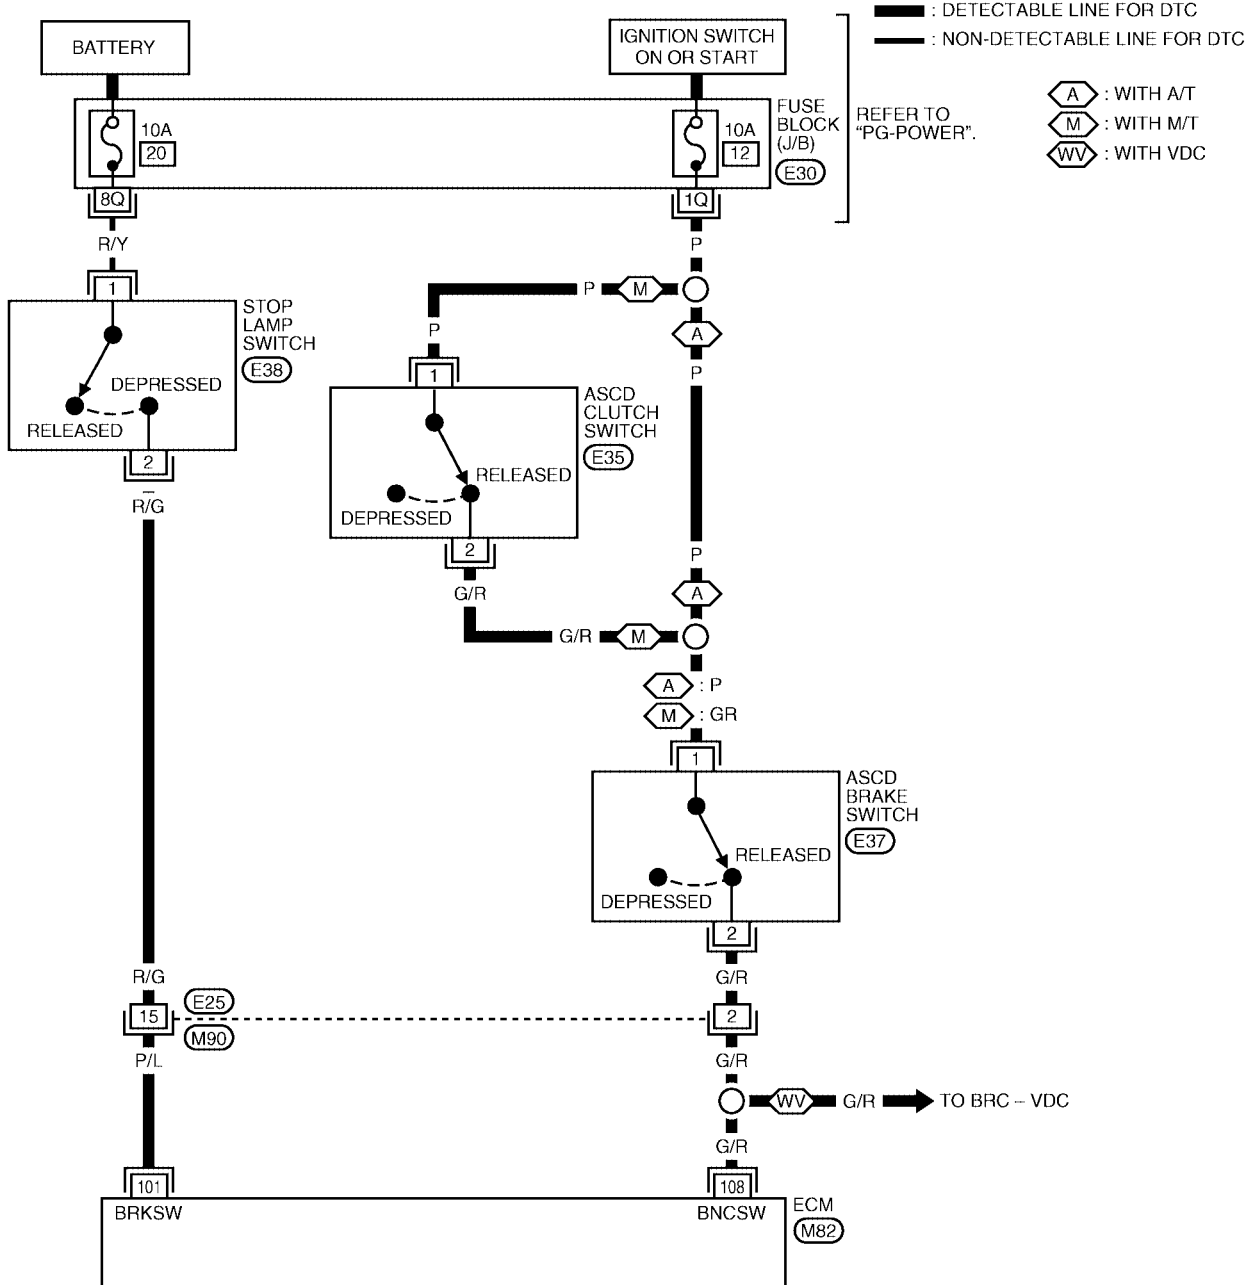 : DETECTABLE LINE FOR DTC
: NON-DETECTABLE LINE FOR DTC
A : WITH A/T
M : WITH M/T
WV : WITH VDC
BATTERY
IGNITION SWITCH
ON OR START
10A
20
10A
12
FUSE
BLOCK
(J/B)
E30
REFER TO
“PG-POWER”.
8Q
1Q
R/Y
P
1
STOP
LAMP
SWITCH
E38
DEPRESSED
RELEASED
2
R/G
P
M
A
P
P
1
ASCD
CLUTCH
SWITCH
E35
RELEASED
DEPRESSED
2
G/R
P
A
G/R
M
A : P
M : GR
1
ASCD
BRAKE
SWITCH
E37
RELEASED
DEPRESSED
2
R/G
G/R
15
E25
M90
2
P/L
G/R
WV
G/R
TO BRC – VDC
G/R
101
108
BRKSW
BNCSW
ECM
M82